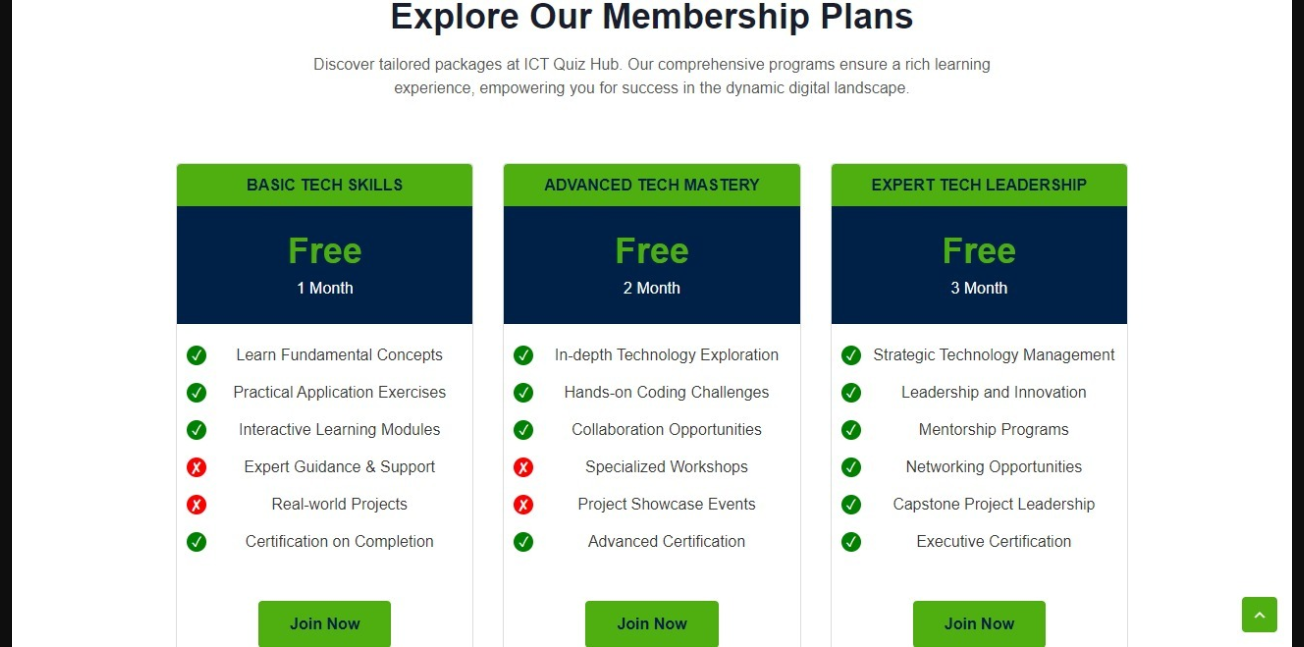 Explore Our Membership Plans
Discover tailored packages at ICT Quiz Hub. Our comprehensive programs ensure a rich learning
experience, empowering you for success in the dynamic digital landscape.
BASIC TECH SKILLS
Free
1 Month
Learn Fundamental Concepts
Practical Application Exercises
Interactive Learning Modules
Expert Guidance & Support
Real-world Projects
Certification on Completion
Join Now
ADVANCED TECH MASTERY
Free
2 Month
In-depth Technology Exploration
Hands-on Coding Challenges
Collaboration Opportunities
Specialized Workshops
Project Showcase Events
Advanced Certification
Join Now
EXPERT TECH LEADERSHIP
Free
3 Month
Strategic Technology Management
Leadership and Innovation
Mentorship Programs
Networking Opportunities
Capstone Project Leadership
Executive Certification
Join Now